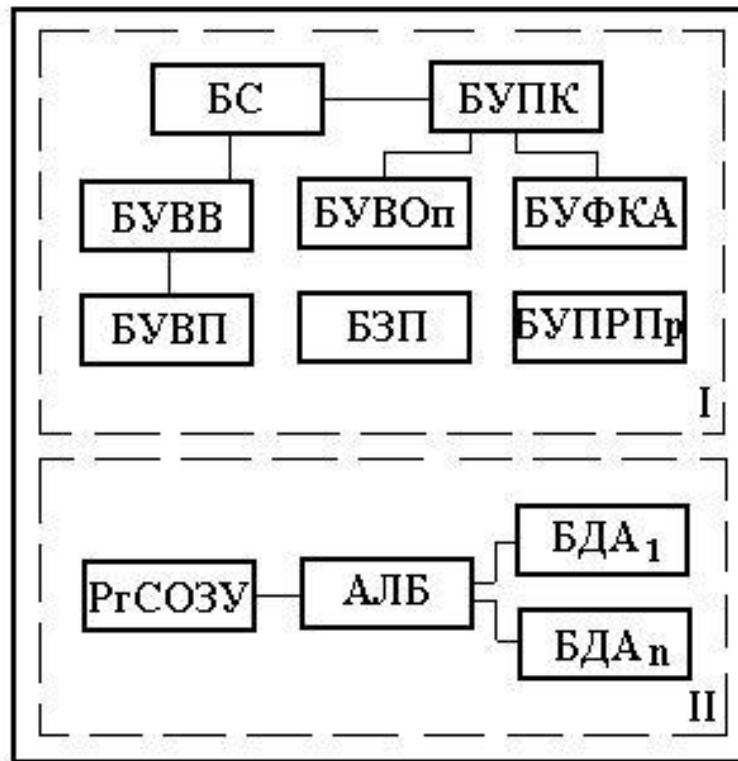 БС БУПК
БУВВ БУВОп БУФКА
БУВП БЗП БУПРПр
I
БДА1
РгСОЗУ АЛБ
БДАn
II